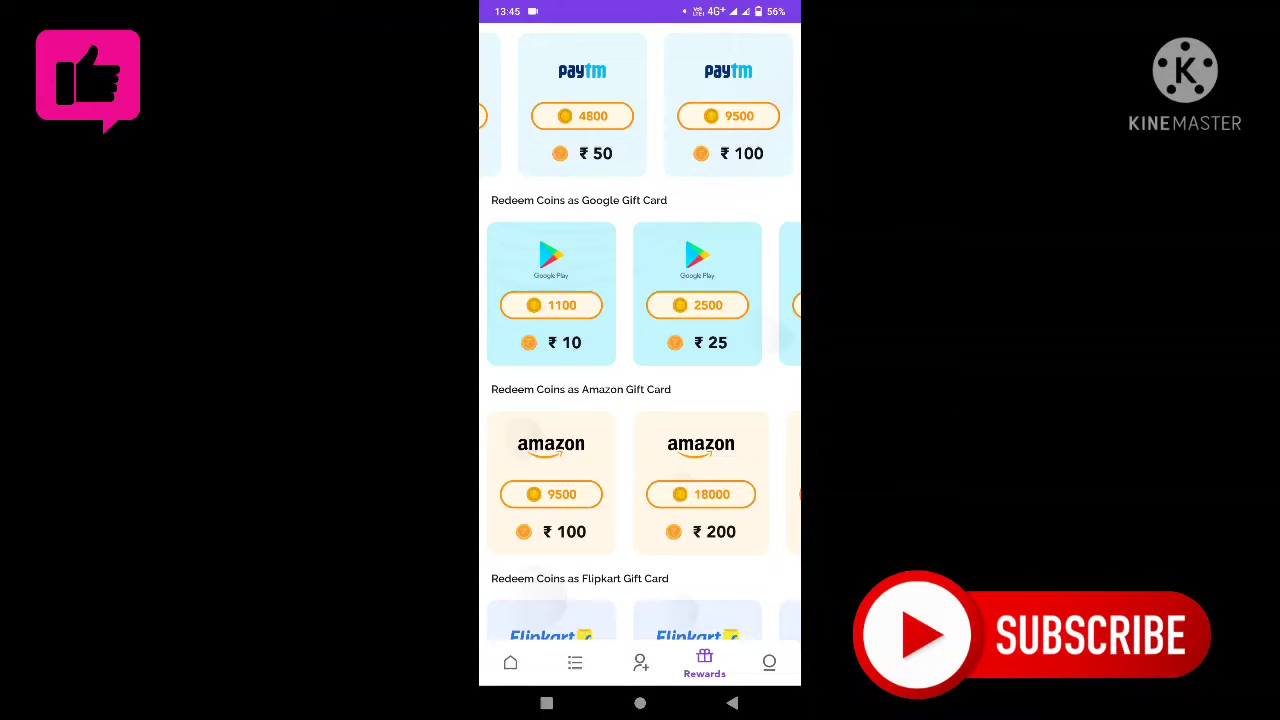 13:45 4G+ 56%
KINEMASTER
paytm paytm
4800 9500
₹ 50 ₹ 100
Redeem Coins as Google Gift Card
Google Play Google Play
1100 2500
₹ 10 ₹ 25
Redeem Coins as Amazon Gift Card
amazon amazon
9500 18000
₹ 100 ₹ 200
Redeem Coins as Flipkart Gift Card
Flipkart Flipkart
Rewards
SUBSCRIBE